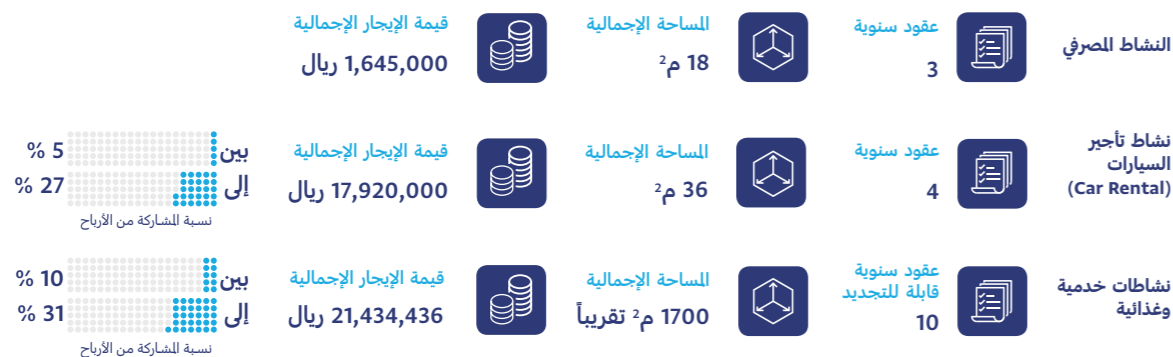 النشاط المصرفي
عقود سنوية
3
المساحة الإجمالية
18 م²
قيمة الإيجار الإجمالية
1,645,000 ريال
نشاط تأجير
السيارات
(Car Rental)
عقود سنوية
4
المساحة الإجمالية
36 م²
قيمة الإيجار الإجمالية
17,920,000 ريال
بين 5 %
إلى 27 %
نسبة المشاركة من الأرباح
نشاطات خدمية
وغذائية
عقود سنوية
قابلة للتجديد
10
المساحة الإجمالية
1700 م² تقريباً
قيمة الإيجار الإجمالية
21,434,436 ريال
بين 10 %
إلى 31 %
نسبة المشاركة من الأرباح